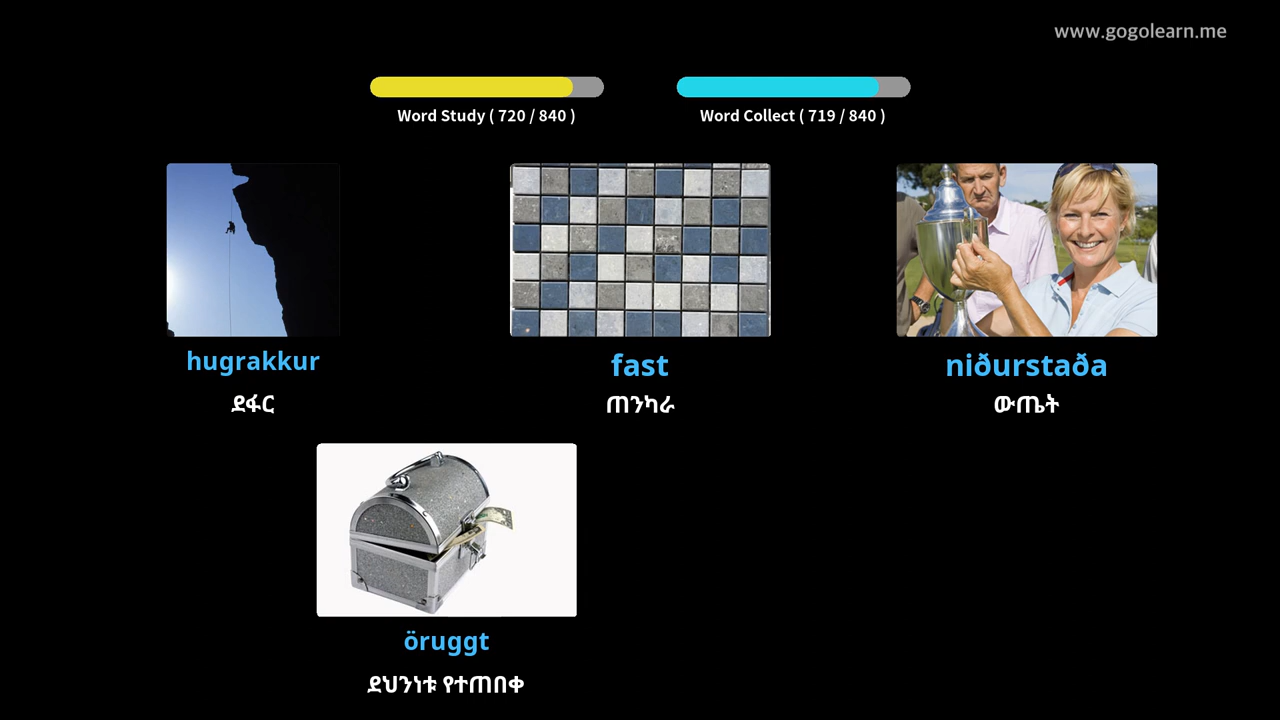 www.gogolearn.me
Word Study ( 720 / 840 )
Word Collect ( 719 / 840 )
hugrakkur
ደፋር
fast
ጠንካራ
niðurstaða
ውጤት
öruggt
ደህንነቱ የተጠበቀ